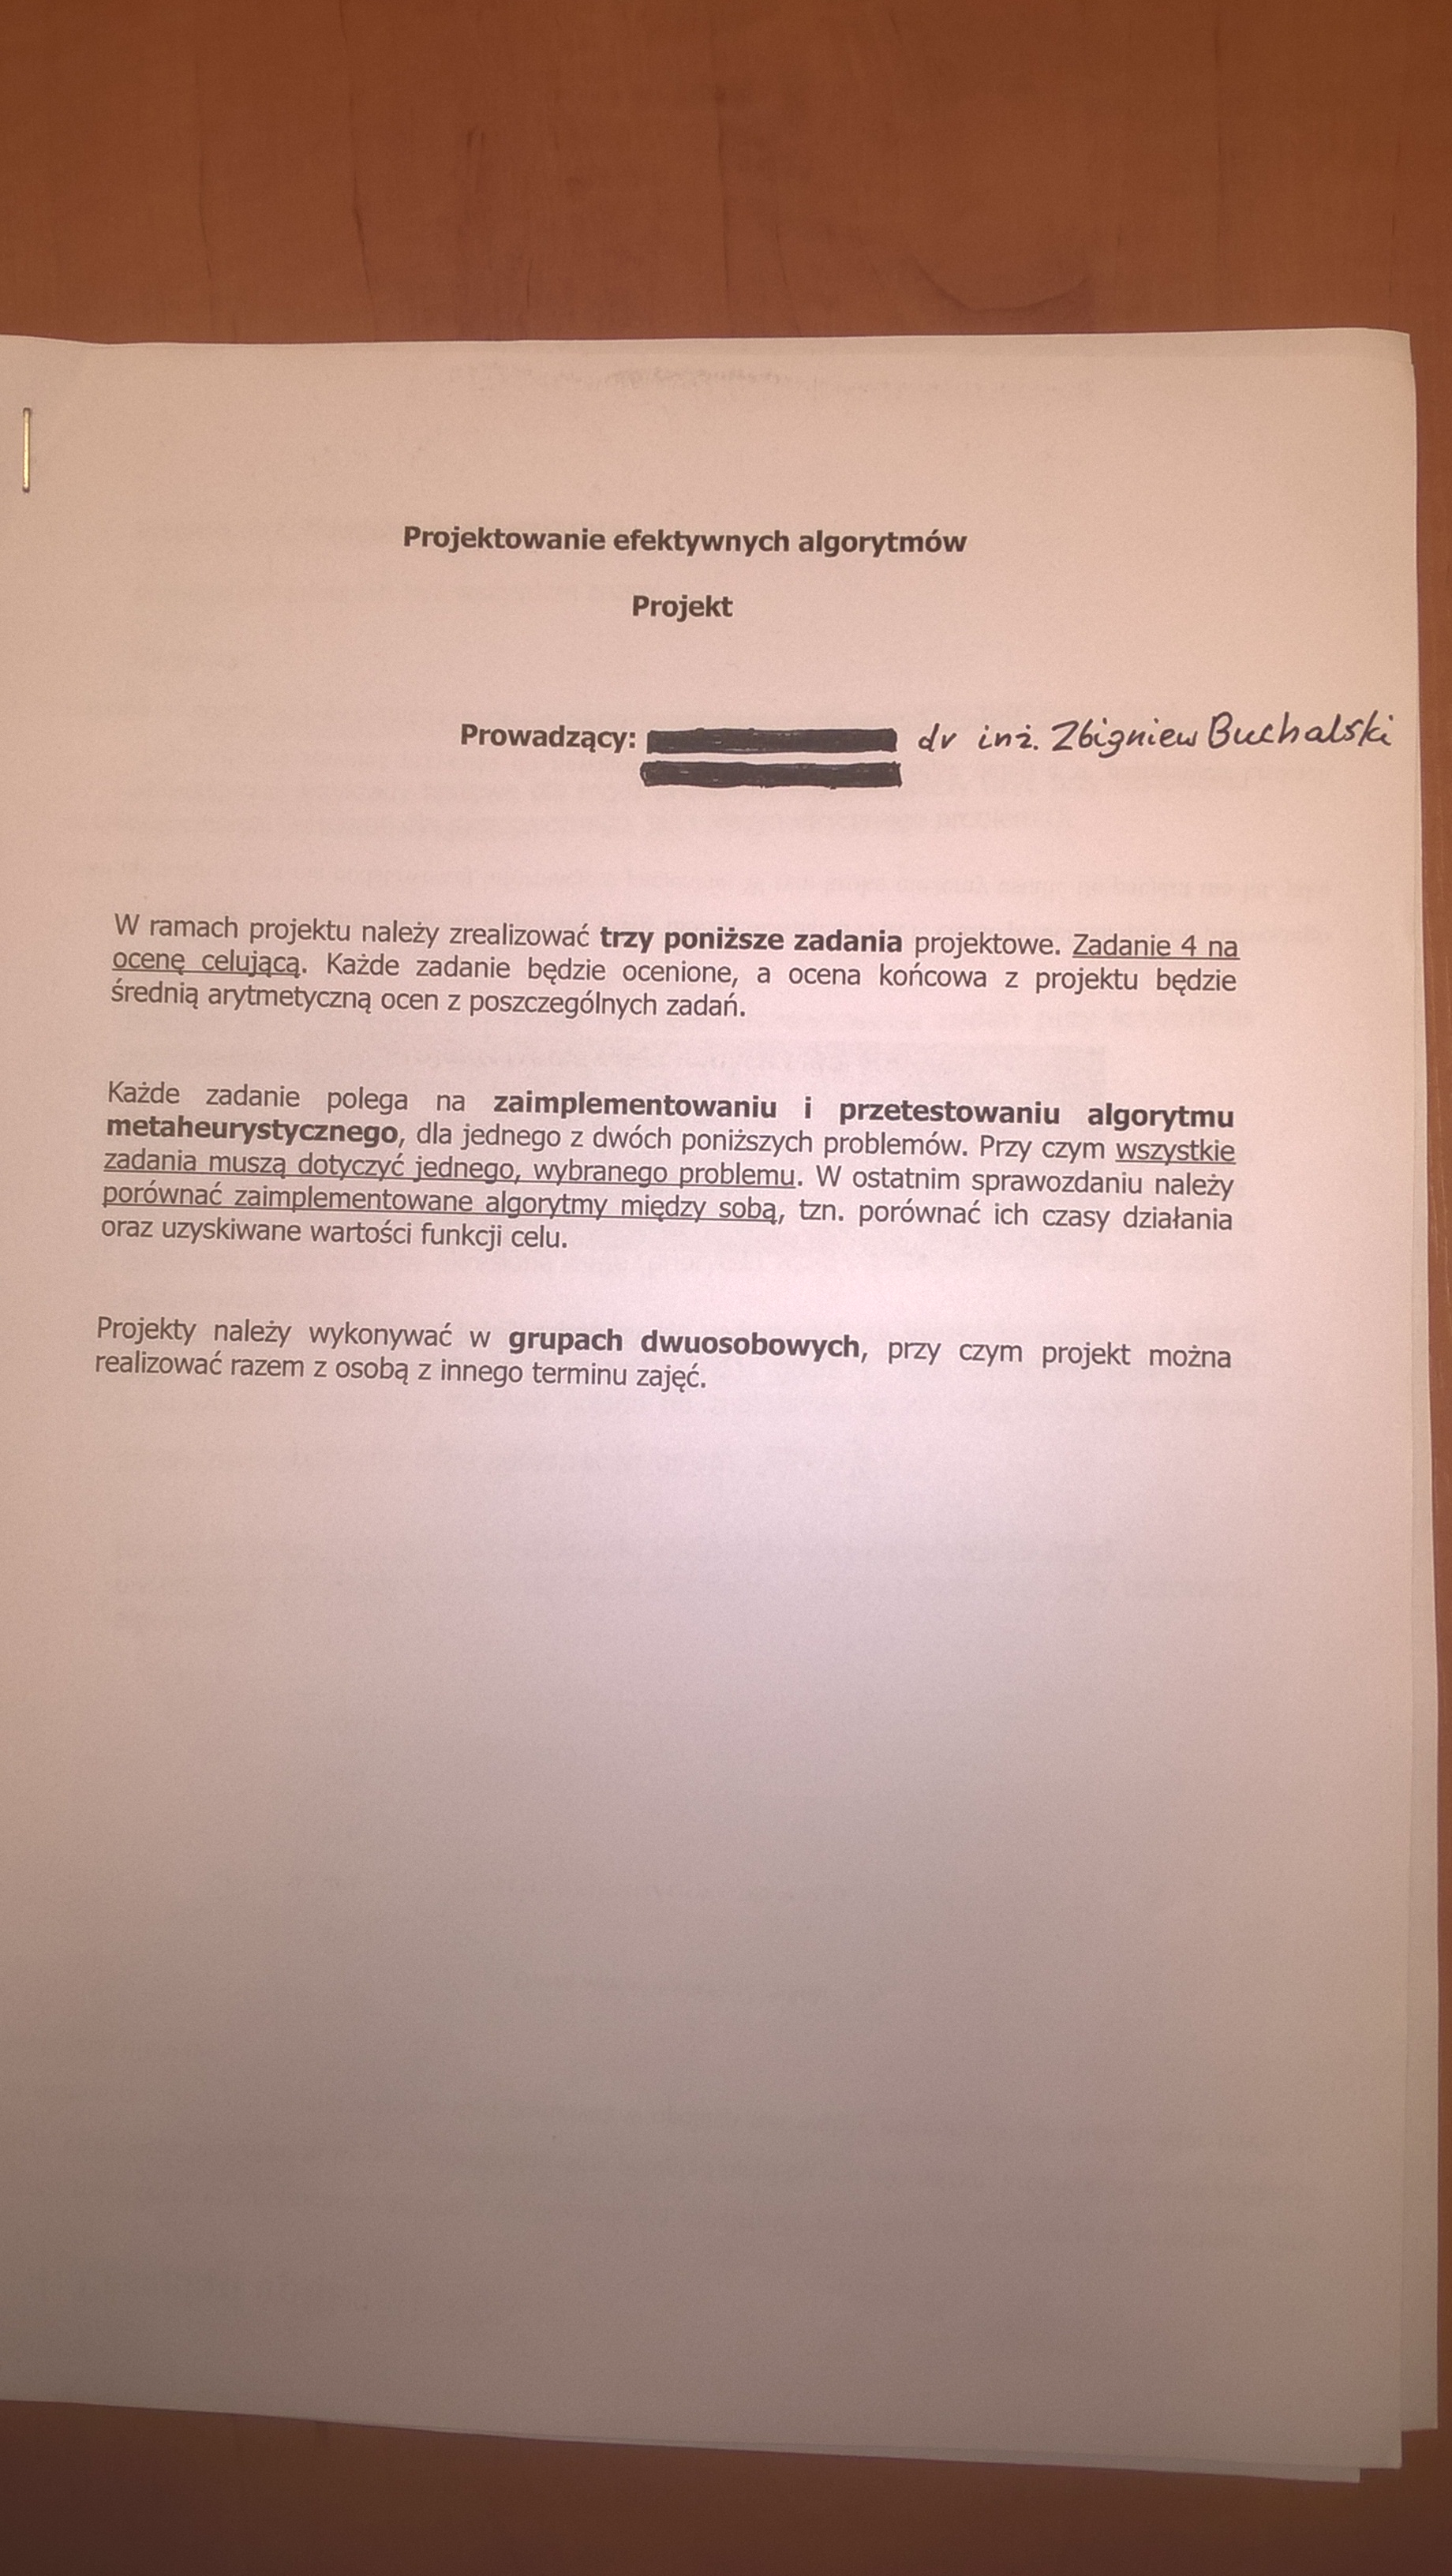 Projektowanie efektywnych algorytmów
Projekt
Prowadzący: dr inż. Zbigniew Buchalski
W ramach projektu należy zrealizować trzy poniższe zadania projektowe. Zadanie 4 na
ocenę celującą. Każde zadanie będzie ocenione, a ocena końcowa z projektu będzie
średnią arytmetyczną ocen z poszczególnych zadań.
Każde zadanie polega na zaimplementowaniu i przetestowaniu algorytmu
metaheurystycznego, dla jednego z dwóch poniższych problemów. Przy czym wszystkie
zadania muszą dotyczyć jednego, wybranego problemu. W ostatnim sprawozdaniu należy
porównać zaimplementowane algorytmy między sobą, tzn. porównać ich czasy działania
oraz uzyskiwane wartości funkcji celu.
Projekty należy wykonywać w grupach dwuosobowych, przy czym projekt można
realizować razem z osobą z innego terminu zajęć.